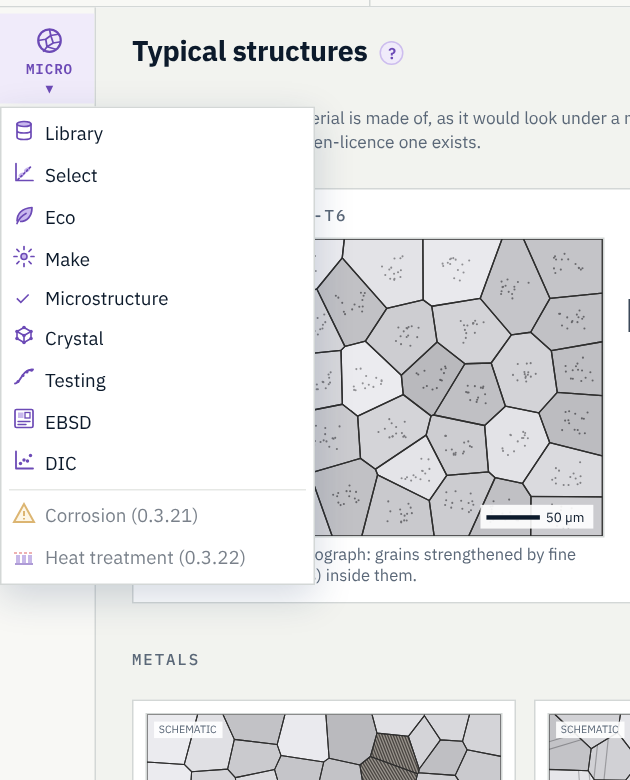 MICRO
Typical structures
?
Library
Select
Eco
Make
Microstructure
Crystal
Testing
EBSD
DIC
Corrosion (0.3.21)
Heat treatment (0.3.22)
is made of, as it would look under a
en-licence one exists.
-T6
50 µm
ograph: grains strengthened by fine
) inside them.
METALS
SCHEMATIC
SCHEMATIC